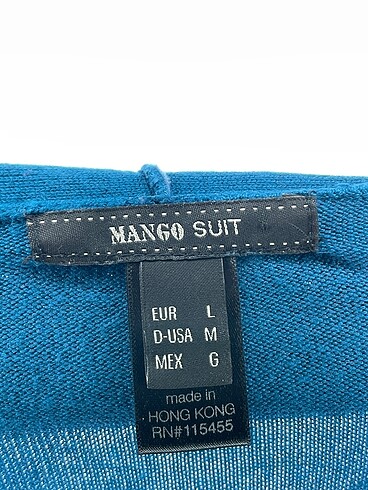 MANGO SUIT
EUR L
D-USA M
MEX G
made in
HONG KONG
RN#115455